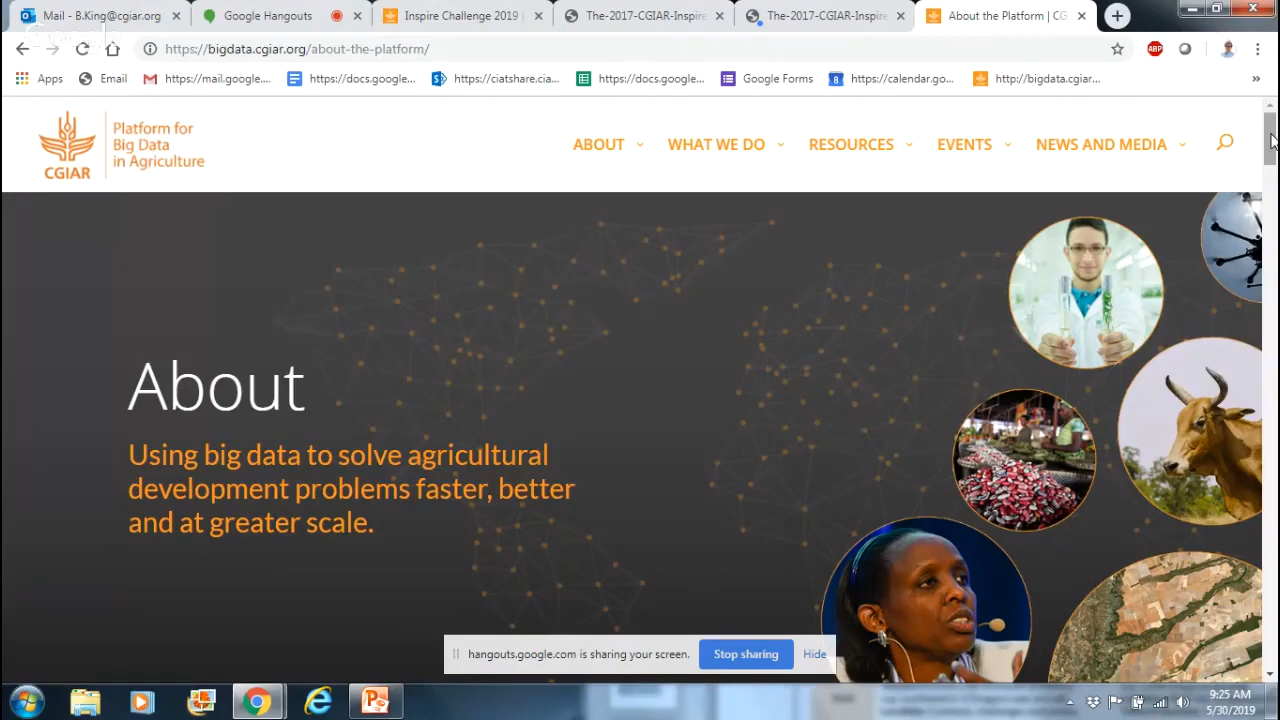 Mail - B.King@cgiar.org
Google Hangouts
Inspire Challenge 2019 |
The-2017-CGIAR-Inspire
The-2017-CGIAR-Inspire
About the Platform | CG
https://bigdata.cgiar.org/about-the-platform/
ABP
Apps
Email
https://mail.google....
https://docs.google...
https://ciatshare.cia...
https://docs.google...
Google Forms
https://calendar.go...
http://bigdata.cgiar...
CGIAR
Platform for
Big Data
in Agriculture
ABOUT
WHAT WE DO
RESOURCES
EVENTS
NEWS AND MEDIA
About
Using big data to solve agricultural
development problems faster, better
and at greater scale.
hangouts.google.com is sharing your screen.
Stop sharing
Hide
9:25 AM
5/30/2019